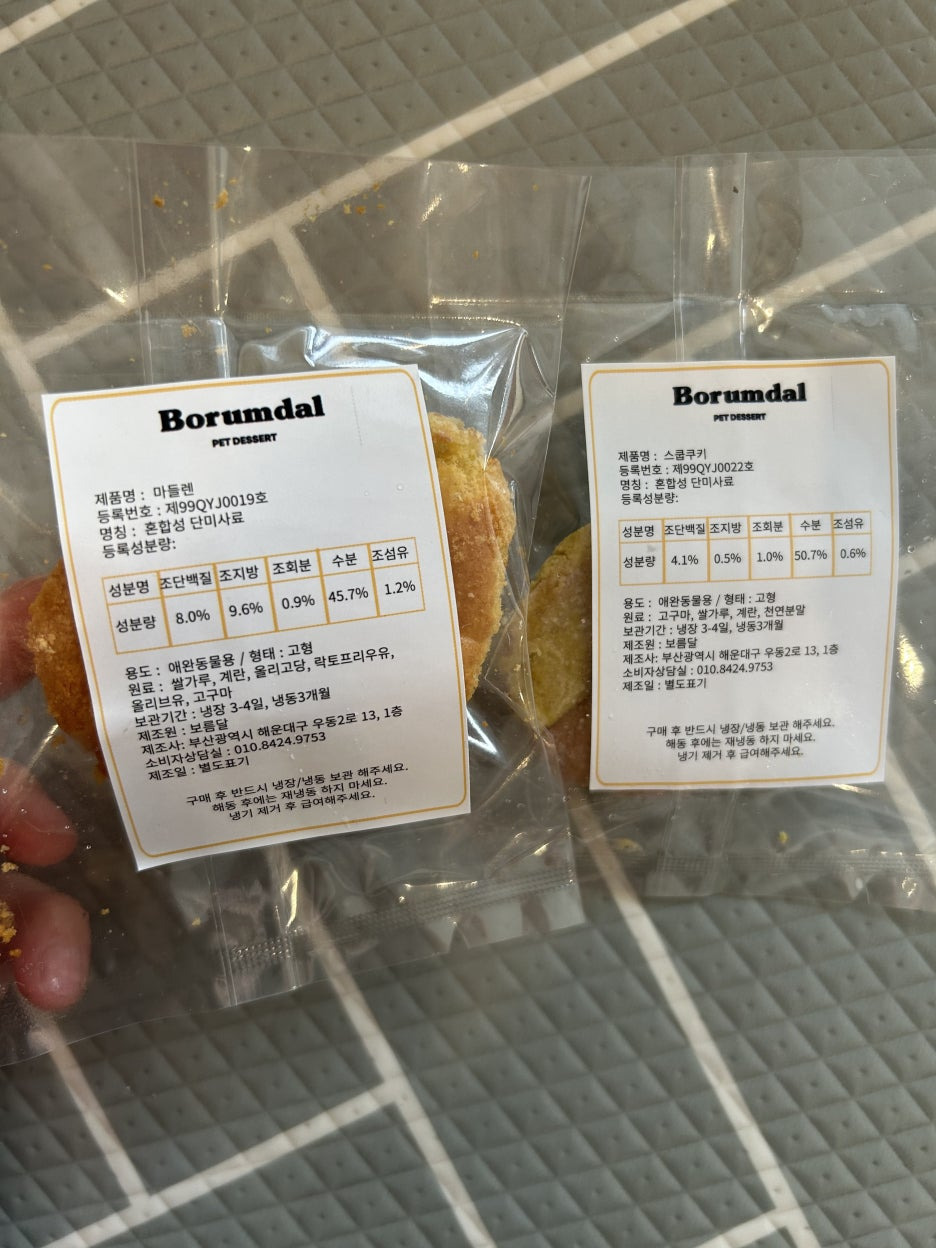 Borumdal
PET DESSERT
제품명 : 마들렌
등록번호 : 제99QYJ0019호
명칭 : 혼합성 단미사료
등록성분량:
성분명 조단백질 조지방 조회분 수분 조섬유
성분량 8.0% 9.6% 0.9% 45.7% 1.2%
용도 : 애완동물용 / 형태 : 고형
원료 : 쌀가루, 계란, 올리고당, 락토프리우유,
올리브유, 고구마
보관기간 : 냉장 3-4일, 냉동3개월
제조원 : 보름달
제조사: 부산광역시 해운대구 우동2로 13, 1층
소비자상담실 : 010.8424.9753
제조일 : 별도표기
구매 후 반드시 냉장/냉동 보관 해주세요.
해동 후에는 재냉동 하지 마세요.
냉기 제거 후 급여해주세요.
Borumdal
PET DESSERT
제품명 : 스쿱쿠키
등록번호 : 제99QYJ0022호
명칭 : 혼합성 단미사료
등록성분량:
성분명 조단백질 조지방 조회분 수분 조섬유
성분량 4.1% 0.5% 1.0% 50.7% 0.6%
용도 : 애완동물용 / 형태 : 고형
원료 : 고구마, 쌀가루, 계란, 천연분말
보관기간 : 냉장 3-4일, 냉동3개월
제조원 : 보름달
제조사: 부산광역시 해운대구 우동2로 13, 1층
소비자상담실 : 010.8424.9753
제조일 : 별도표기
구매 후 반드시 냉장/냉동 보관 해주세요.
해동 후에는 재냉동 하지 마세요.
냉기 제거 후 급여해주세요.